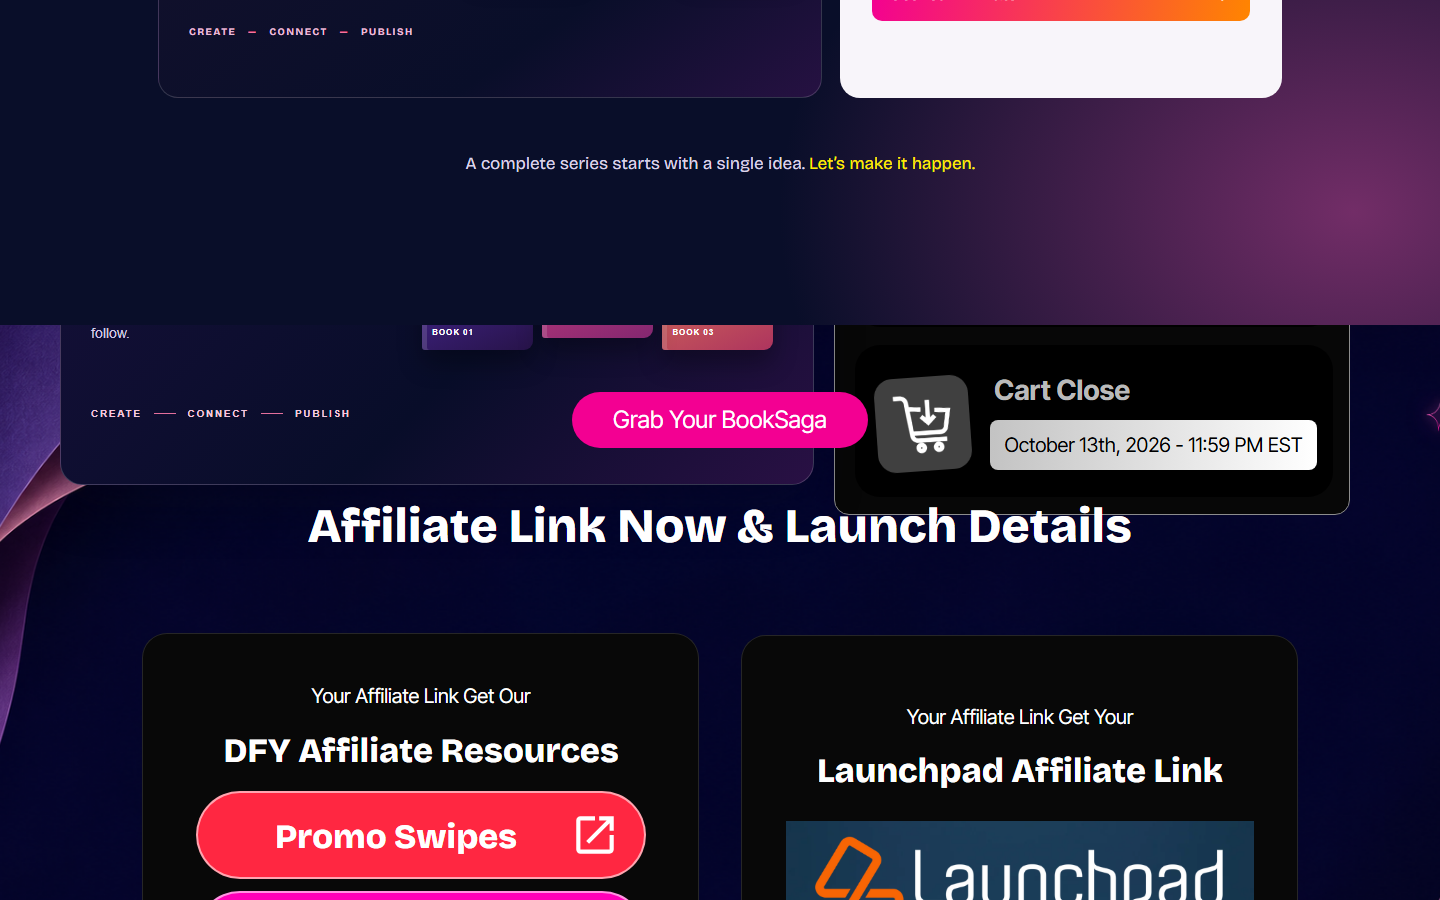 CREATE — CONNECT — PUBLISH
A complete series starts with a single idea. Let's make it happen.
follow.
BOOK 01
BOOK 03
CREATE — CONNECT — PUBLISH
Grab Your BookSaga
Cart Close
October 13th, 2026 - 11:59 PM EST
Affiliate Link Now & Launch Details
Your Affiliate Link Get Our
DFY Affiliate Resources
Promo Swipes
Your Affiliate Link Get Your
Launchpad Affiliate Link
Launchpad